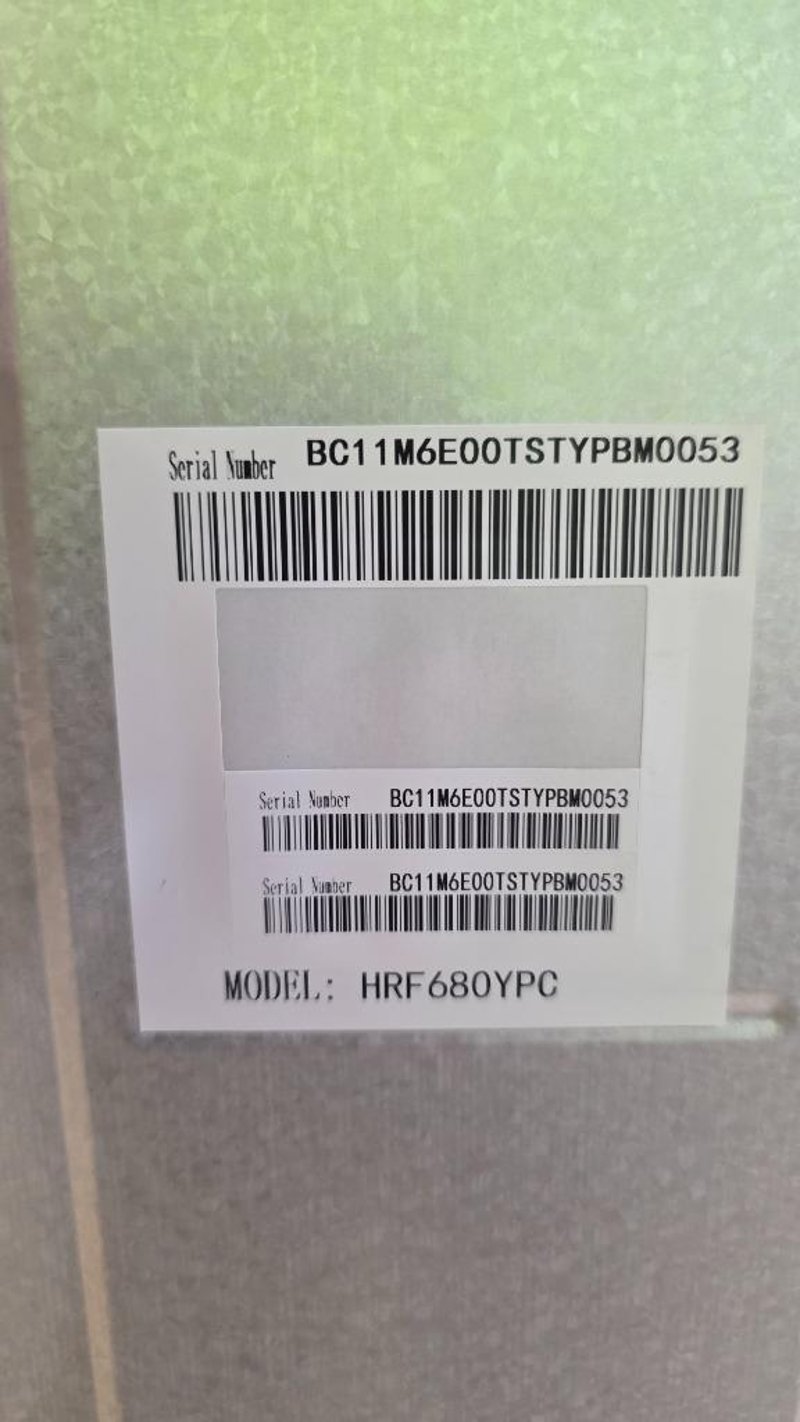 Serial Number BC11M6E00TSTYPBM0053
Serial Number BC11M6E00TSTYPBM0053
Serial Number BC11M6E00TSTYPBM0053
MODEL: HRF680YPC